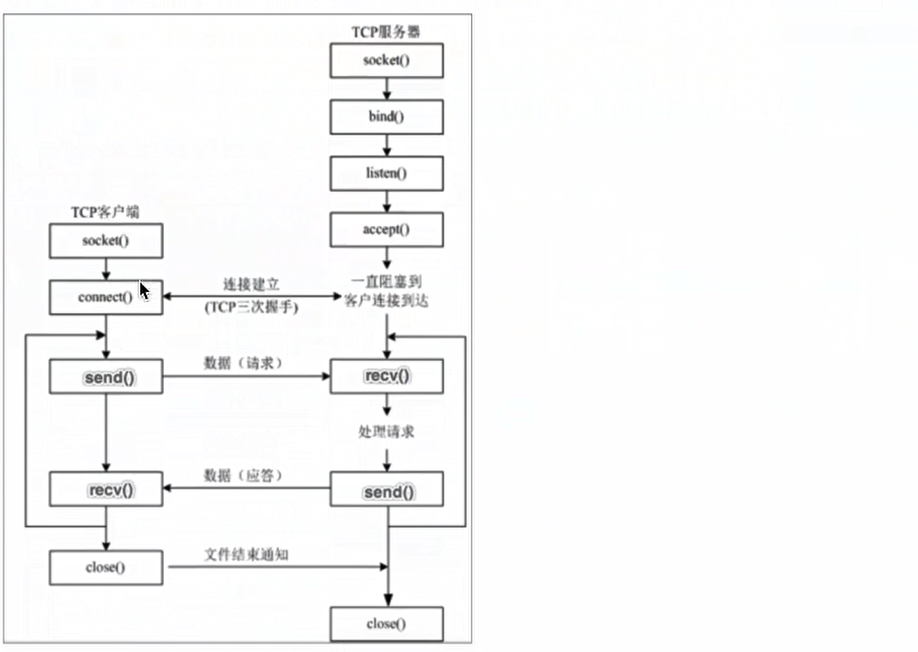 TCP服务器
socket()
bind()
listen()
accept()
一直阻塞到
客户连接到达
TCP客户端
socket()
connect()
连接建立
(TCP三次握手)
send()
数据（请求）
recv()
处理请求
recv()
数据（应答）
send()
close()
文件结束通知
close()